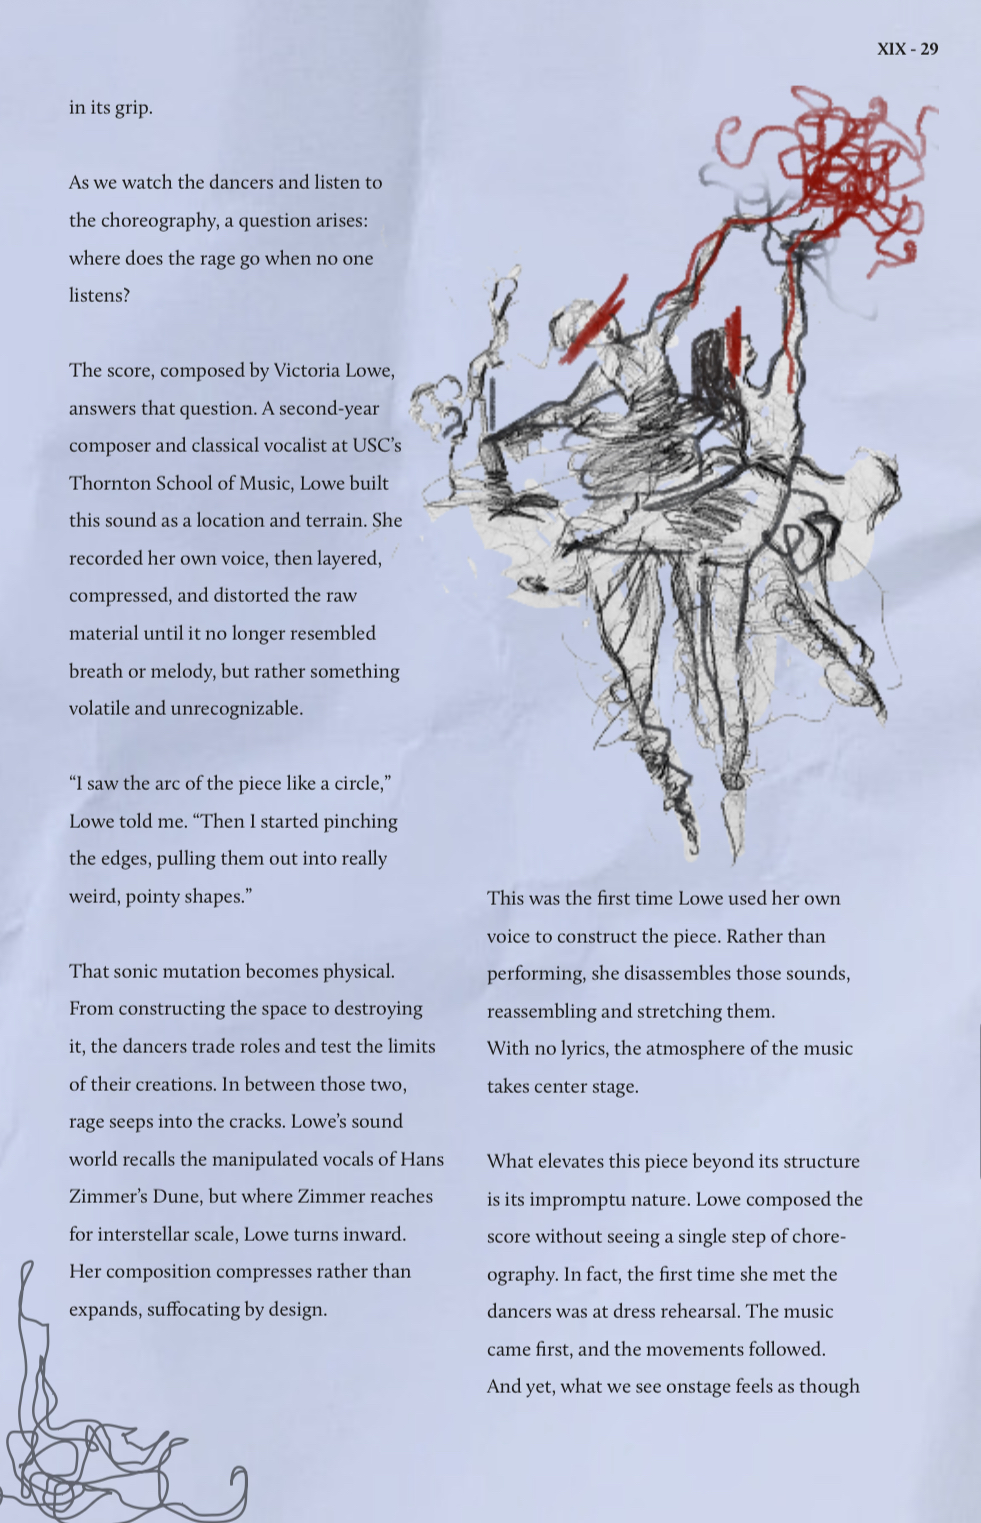 XIX - 29
in its grip.
As we watch the dancers and listen to
the choreography, a question arises:
where does the rage go when no one
listens?
The score, composed by Victoria Lowe,
answers that question. A second-year
composer and classical vocalist at USC’s
Thornton School of Music, Lowe built
this sound as a location and terrain. She
recorded her own voice, then layered,
compressed, and distorted the raw
material until it no longer resembled
breath or melody, but rather something
volatile and unrecognizable.
“I saw the arc of the piece like a circle,”
Lowe told me. “Then I started pinching
the edges, pulling them out into really
weird, pointy shapes.”
That sonic mutation becomes physical.
From constructing the space to destroying
it, the dancers trade roles and test the limits
of their creations. In between those two,
rage seeps into the cracks. Lowe’s sound
world recalls the manipulated vocals of Hans
Zimmer’s Dune, but where Zimmer reaches
for interstellar scale, Lowe turns inward.
Her composition compresses rather than
expands, suffocating by design.
This was the first time Lowe used her own
voice to construct the piece. Rather than
performing, she disassembles those sounds,
reassembling and stretching them.
With no lyrics, the atmosphere of the music
takes center stage.
What elevates this piece beyond its structure
is its impromptu nature. Lowe composed the
score without seeing a single step of chore-
ography. In fact, the first time she met the
dancers was at dress rehearsal. The music
came first, and the movements followed.
And yet, what we see onstage feels as though